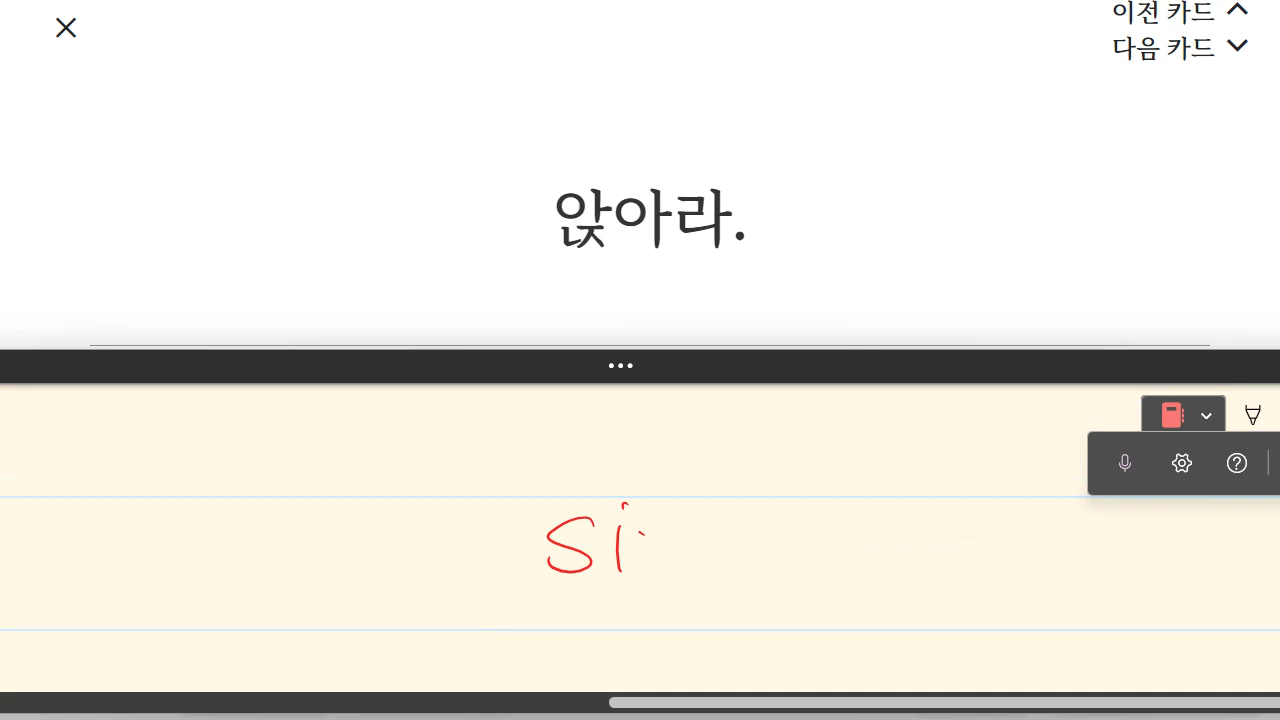 이전 카드
다음 카드
앉아라.
si